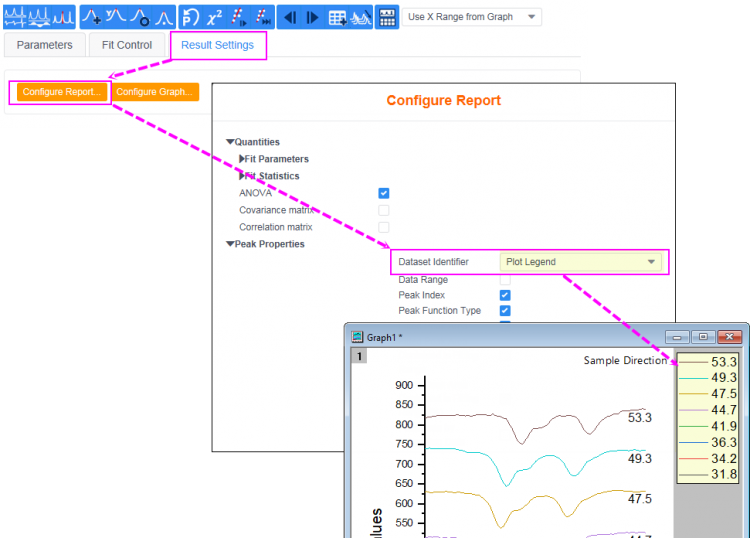 Use X Range from Graph
Parameters
Fit Control
Result Settings
Configure Report...
Configure Graph...
Configure Report
Quantities
Fit Parameters
Fit Statistics
ANOVA
Covariance matrix
Correlation matrix
Peak Properties
Dataset Identifier
Plot Legend
Data Range
Peak Index
Peak Function Type
Graph1 *
1
Sample Direction
53.3
49.3
47.5
44.7
41.9
36.3
34.2
31.8
900
850
800
750
700
650
600
550
53.3
49.3
47.5